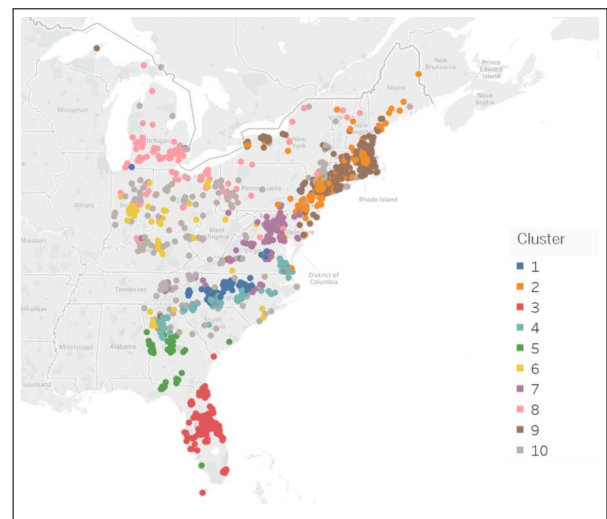 New
Brunswick
Prince
Edward
Island
Maine
Nova
Scotia
Wisconsin
Vermont
New
York
Michigan
Rhode Island
Pennsylvania
Illinois
West
Virginia
Missouri
District of
Columbia
Tennessee
Arkansas
South
Mississippi
Alabama
Louisiana
Cluster
1
2
3
4
5
6
7
8
9
10